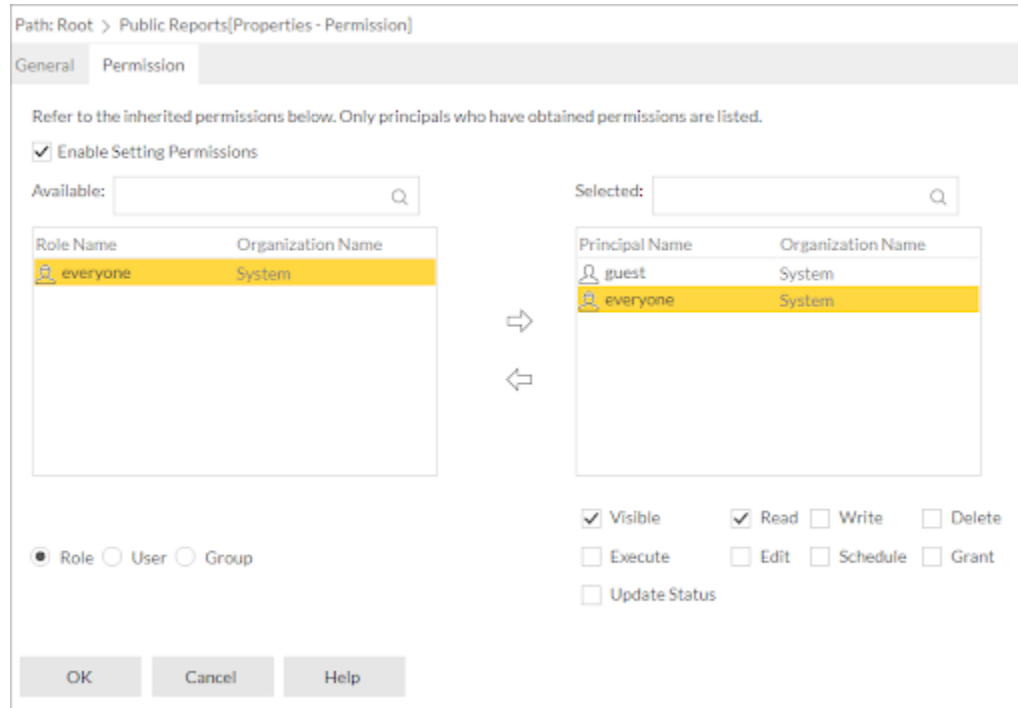 Path: Root > Public Reports[Properties - Permission]
General Permission
Refer to the inherited permissions below. Only principals who have obtained permissions are listed.
Enable Setting Permissions
Available:
Selected:
Role Name Organization Name
everyone System
Principal Name Organization Name
guest System
everyone System
Visible Read Write Delete
Execute Edit Schedule Grant
Update Status
Role User Group
OK Cancel Help